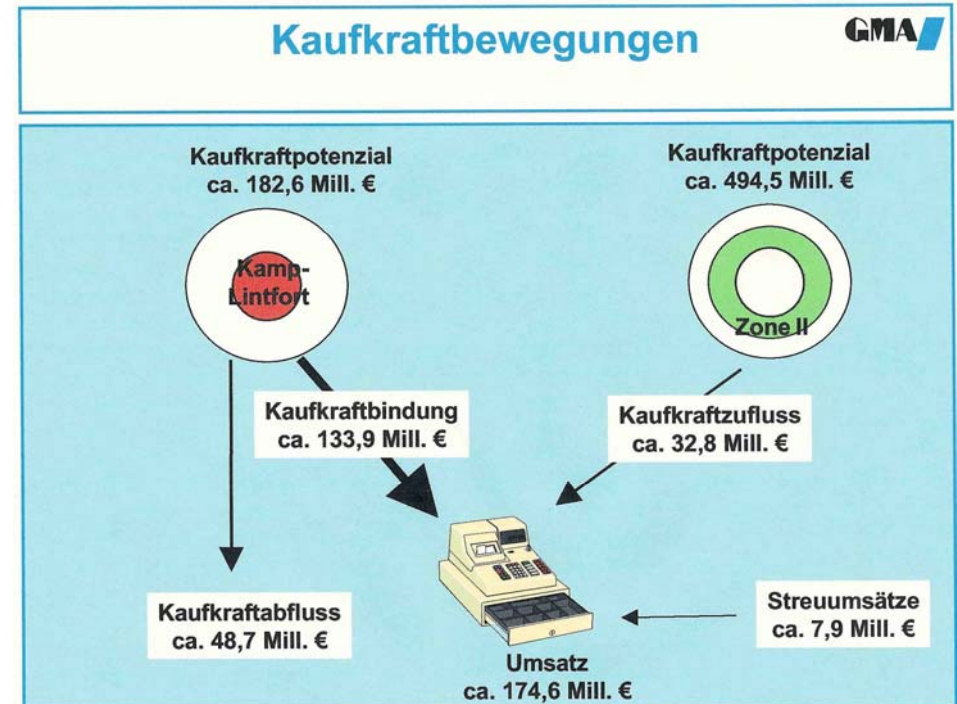 Kaufkraftbewegungen
GMA
Kaufkraftpotenzial
ca. 182,6 Mill. €
Kaufkraftpotenzial
ca. 494,5 Mill. €
Kamp-
Lintfort
Zone II
Kaufkraftbindung
ca. 133,9 Mill. €
Kaufkraftzufluss
ca. 32,8 Mill. €
Kaufkraftabfluss
ca. 48,7 Mill. €
Streuumsätze
ca. 7,9 Mill. €
Umsatz
ca. 174,6 Mill. €